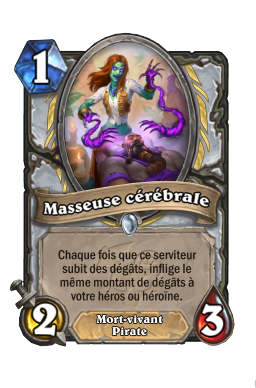 1
Masseuse cérébrale
Chaque fois que ce serviteur
subit des dégâts, inflige le
même montant de dégâts à
votre héros ou héroïne.
2
Mort-vivant
Pirate
3